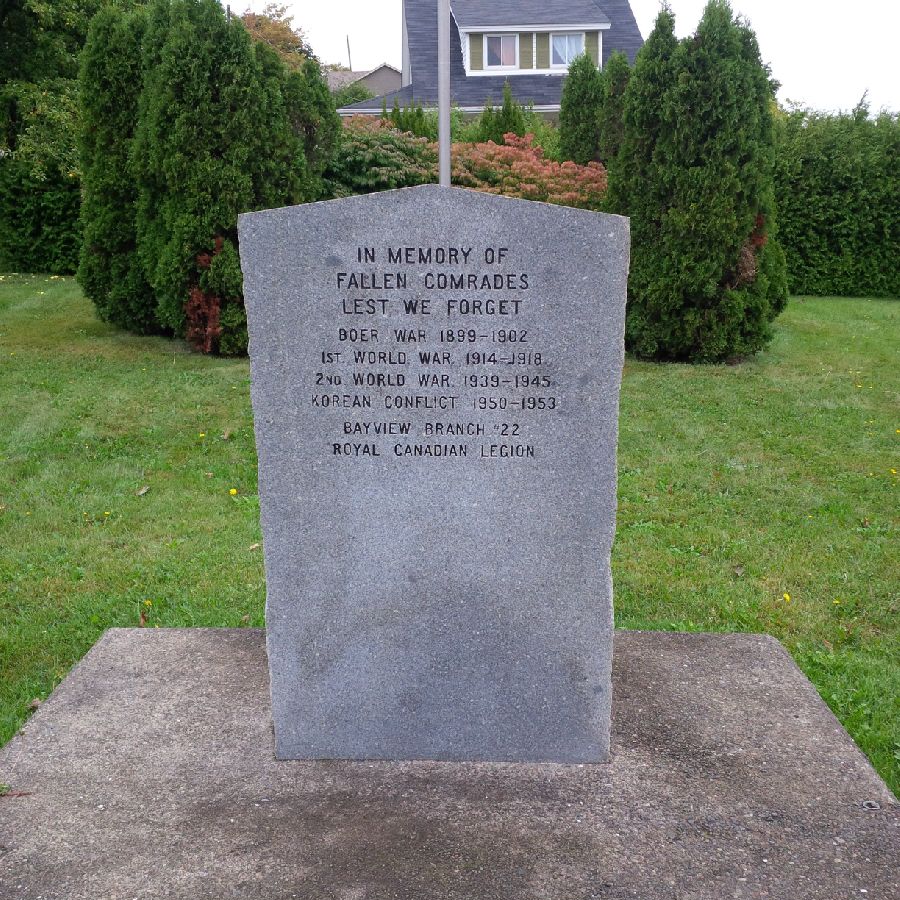 IN MEMORY OF
FALLEN COMRADES
LEST WE FORGET
BOER WAR 1899-1902
1ST. WORLD WAR. 1914-1918.
2ND. WORLD WAR. 1939-1945
KOREAN CONFLICT 1950-1953
BAYVIEW BRANCH #22
ROYAL CANADIAN LEGION